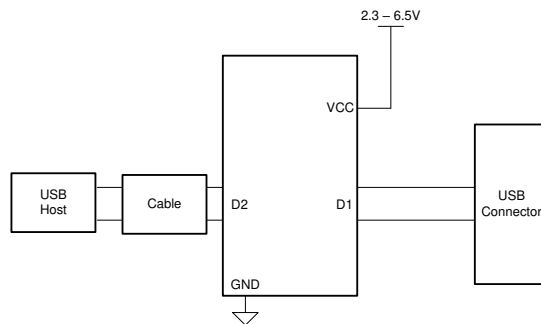 2.3 – 6.5V
VCC
USB
Host
Cable
D2
D1
USB
Connector
GND